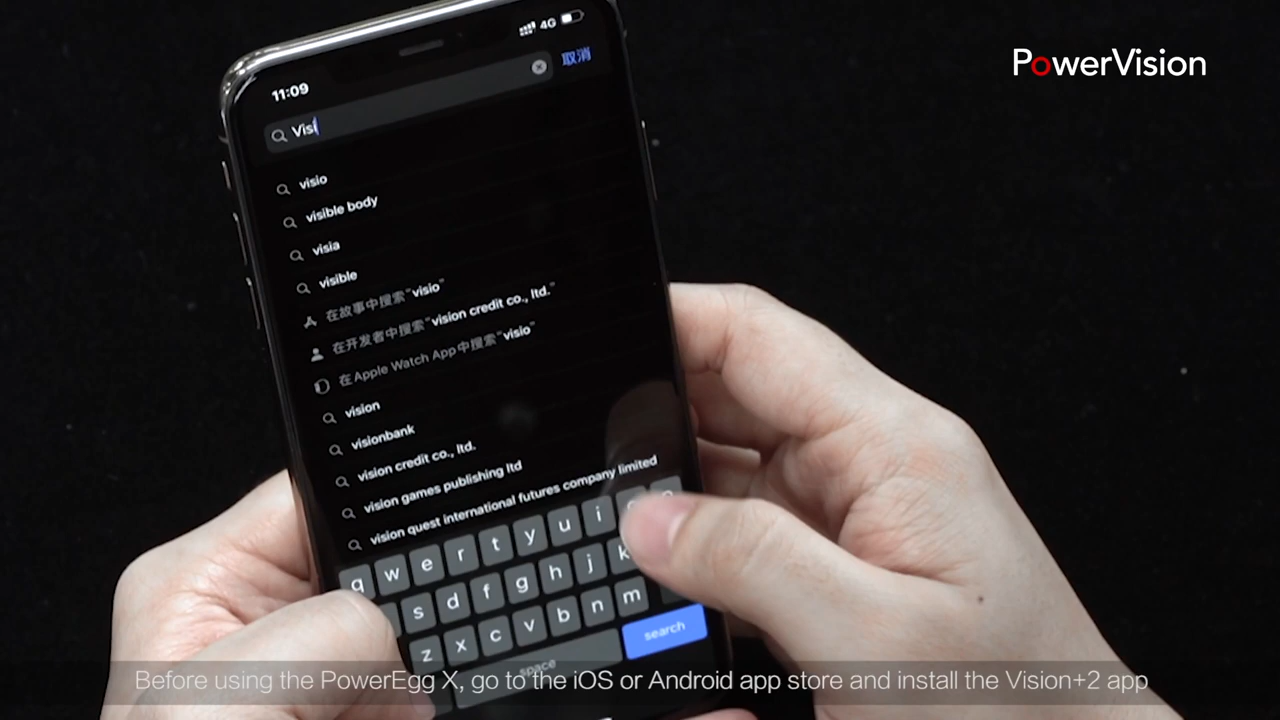 PowerVision
4G
11:09
取消
Visi
visio
visible body
visia
visible
在故事中搜索"visio"
在开发者中搜索"vision credit co., ltd."
在Apple Watch App中搜索"visio"
vision
visionbank
vision credit co., ltd.
vision games publishing ltd
vision quest international futures company limited
q w e r t y u i
s d f g h j k
z x c v b n m
space
search
Before using the PowerEgg X, go to the iOS or Android app store and install the Vision+2 app